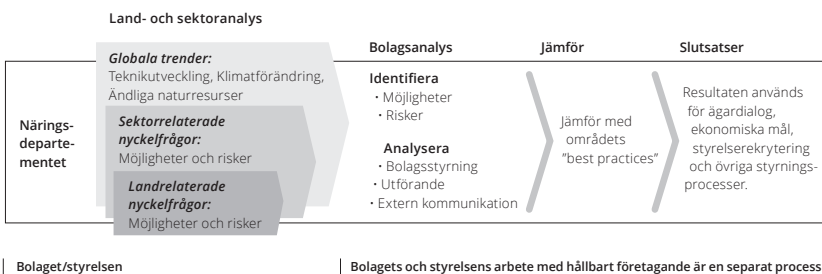 Land- och sektoranalys
Globala trender:
Teknikutveckling, Klimatförändring,
Ändliga naturresurser
Sektorrelaterade
nyckelfrågor:
Möjligheter och risker
Landrelaterade
nyckelfrågor:
Möjligheter och risker
Närings-
departe-
mentet
Bolagsanalys
Identifiera
· Möjligheter
· Risker
Analysera
· Bolagsstyrning
· Utförande
· Extern kommunikation
Jämför
Jämför med
områdets
”best practices”
Slutsatser
Resultaten används
för ägardialog,
ekonomiska mål,
styrelserekrytering
och övriga styrnings-
processer.
Bolaget/styrelsen
Bolagets och styrelsens arbete med hållbart företagande är en separat process